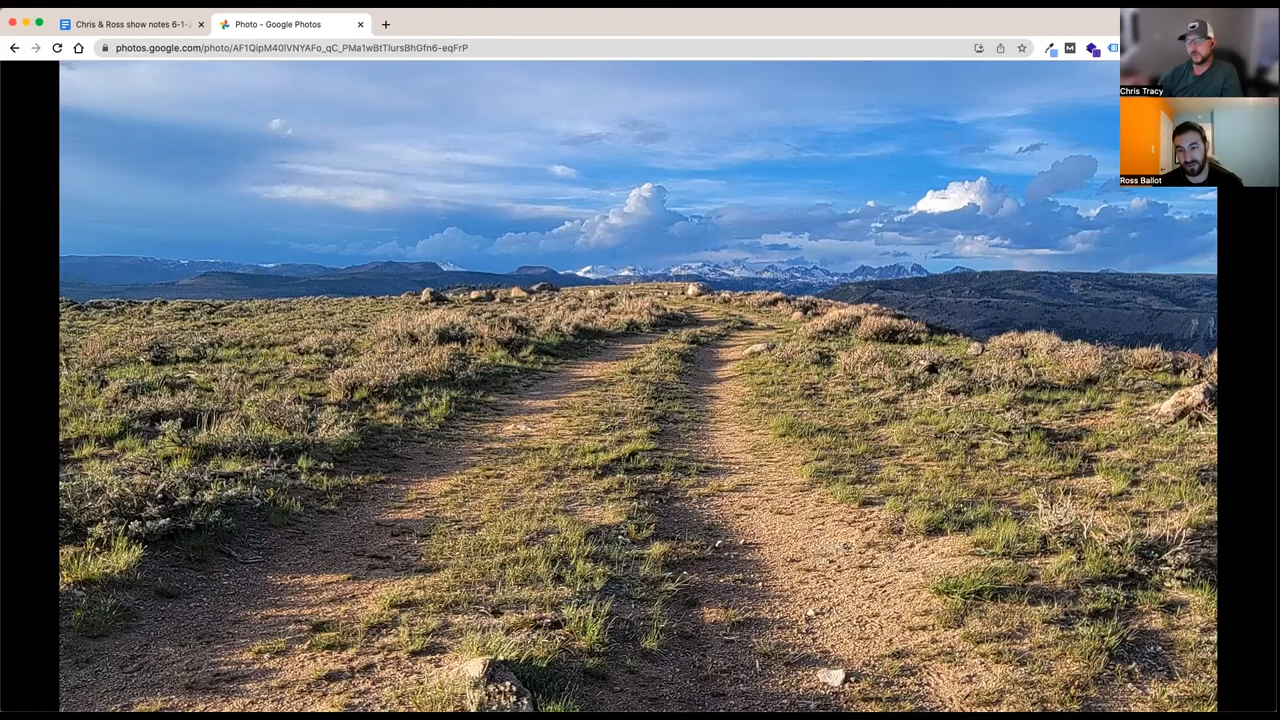 Chris & Ross show notes 6-1-2
Photo - Google Photos
photos.google.com/photo/AF1QipM40lVNYAFo_qC_PMa1wBtTlursBhGfn6-eqFrP
M
Chris Tracy
Ross Ballot